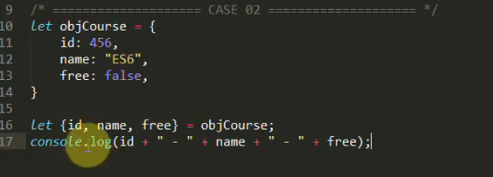 9 /* ==================== CASE 02 ==================== */
10 let objCourse = {
11     id: 456,
12     name: "ES6",
13     free: false,
14 }
15
16 let {id, name, free} = objCourse;
17 console.log(id + " - " + name + " - " + free);